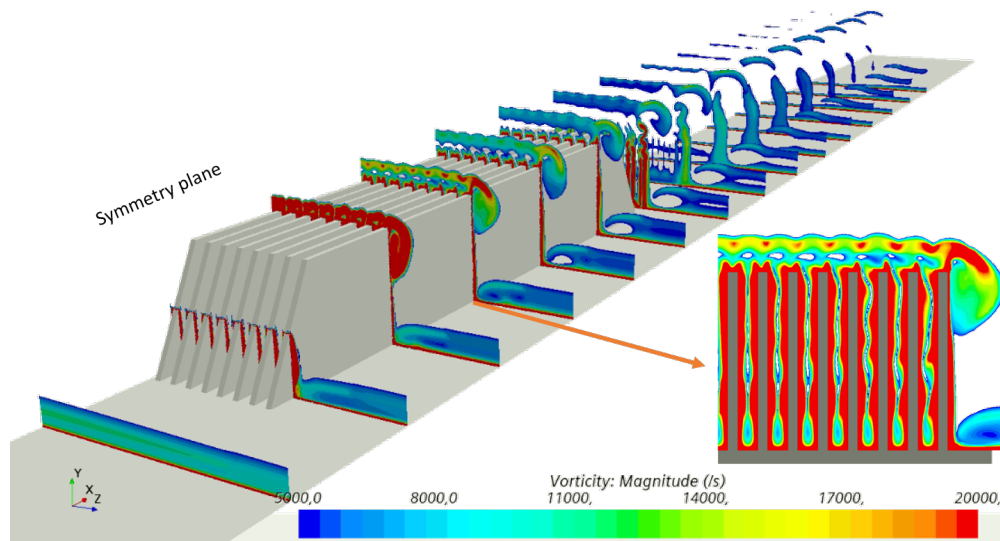 Symmetry plane
Y
X
Z
Vorticity: Magnitude (/s)
5000,0 8000,0 11000, 14000, 17000, 20000,